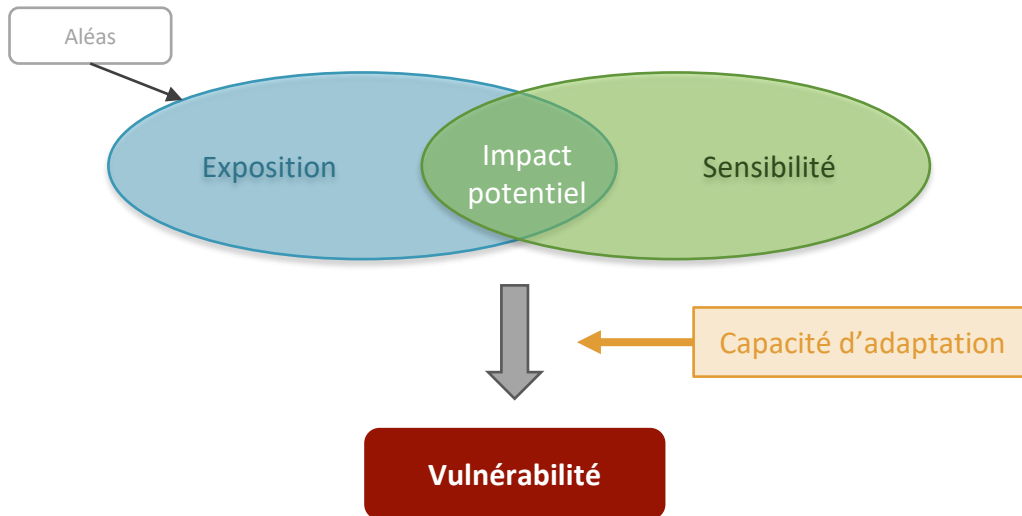 Aléas
Exposition
Impact
potentiel
Sensibilité
Capacité d’adaptation
Vulnérabilité